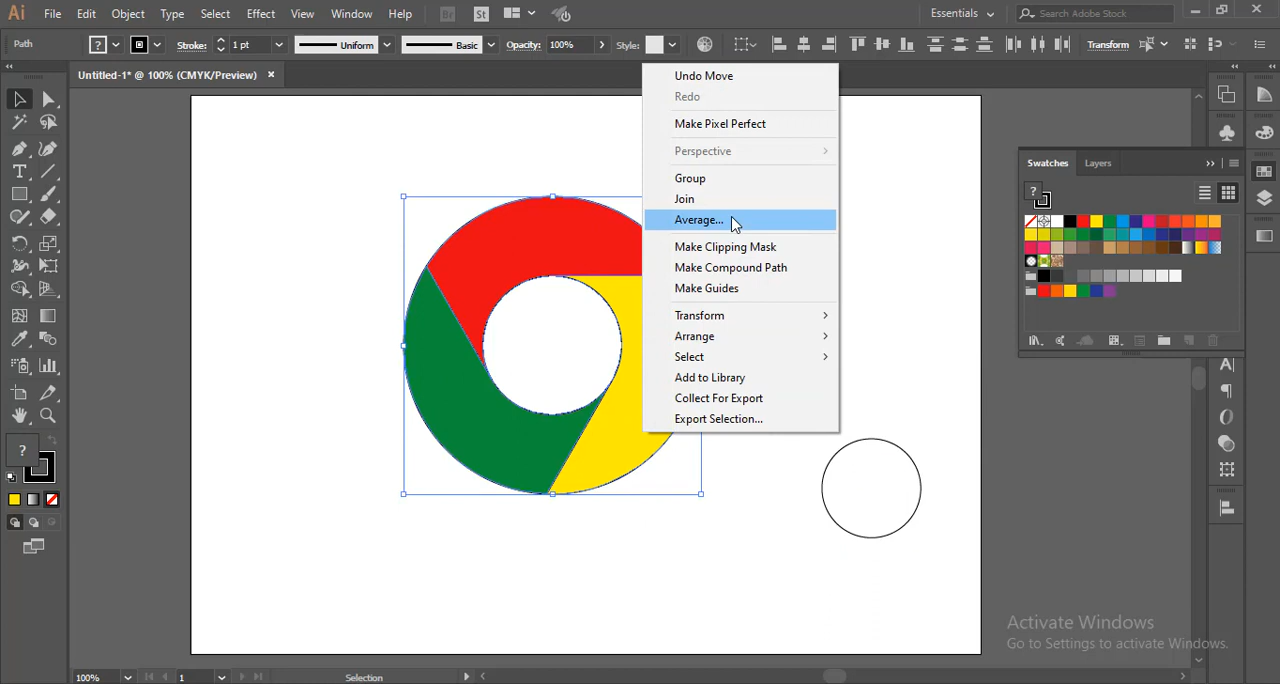 Ai File Edit Object Type Select Effect View Window Help Br St Essentials Search Adobe Stock
Path ? Stroke: 1 pt Uniform Basic Opacity: 100% Style: Transform
Untitled-1* @ 100% (CMYK/Preview)
Undo Move
Redo
Make Pixel Perfect
Perspective
Group
Join
Average...
Make Clipping Mask
Make Compound Path
Make Guides
Transform
Arrange
Select
Add to Library
Collect For Export
Export Selection...
Swatches Layers
?
?
Activate Windows
Go to Settings to activate Windows.
100% 1 Selection